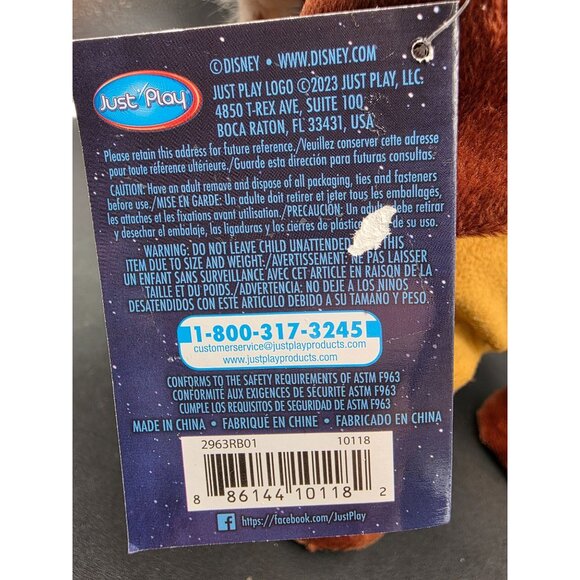 ©DISNEY • WWW.DISNEY.COM
Just Play
JUST PLAY LOGO ©2023 JUST PLAY, LLC.
4850 T-REX AVE, SUITE 100,
BOCA RATON, FL 33431, USA
Please retain this address for future reference./Veuillez conserver cette adresse
pour toute référence ultérieure./Guarde esta dirección para futuras consultas.
CAUTION: Have an adult remove and dispose of all packaging, ties and fasteners
before use./MISE EN GARDE: Un adulte doit retirer et jeter tous les emballages,
les attaches et les fixations avant utilisation./PRECAUCIÓN: Un adulto debe retirar
y desechar el embalaje, las ligaduras y los cierres de plástico de su uso.
WARNING: DO NOT LEAVE CHILD UNATTENDED THIS
ITEM DUE TO SIZE AND WEIGHT./AVERTISSEMENT: NE PAS LAISSER
UN ENFANT SANS SURVEILLANCE AVEC CET ARTICLE EN RAISON DE LA
TAILLE ET DU POIDS./ADVERTENCIA: NO DEJE A LOS NIÑOS
DESATENDIDOS CON ESTE ARTÍCULO DEBIDO A SU TAMAÑO Y PESO.
1-800-317-3245
customerservice@justplayproducts.com
www.justplayproducts.com
CONFORMS TO THE SAFETY REQUIREMENTS OF ASTM F963
CONFORMITÉ AUX EXIGENCES DE SÉCURITÉ ASTM F963
CUMPLE LOS REQUISITOS DE SEGURIDAD DE ASTM F963
MADE IN CHINA • FABRIQUÉ EN CHINE • FABRICADO EN CHINA
2963RB01 10118
8 86144 10118 2
f https://facebook.com/JustPlay